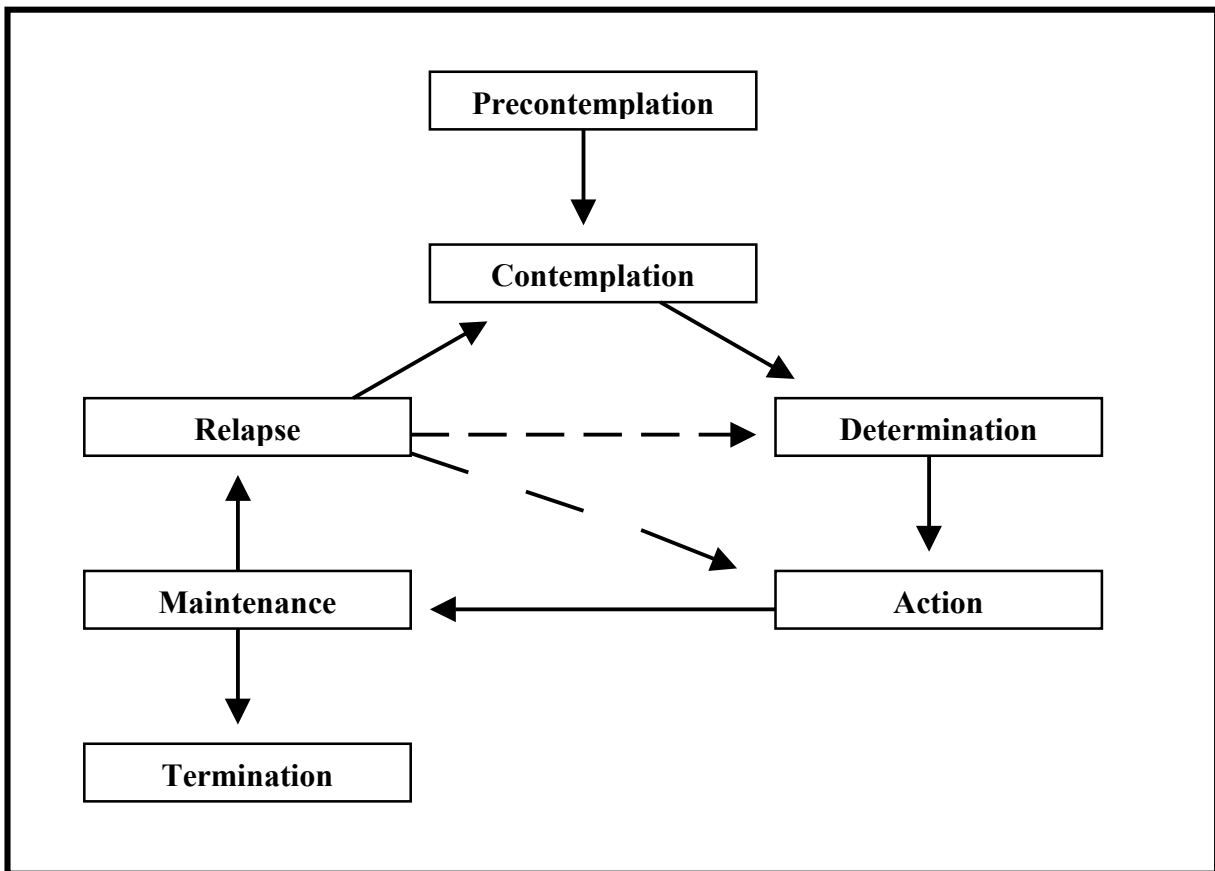 Precontemplation
Contemplation
Relapse
Determination
Maintenance
Action
Termination